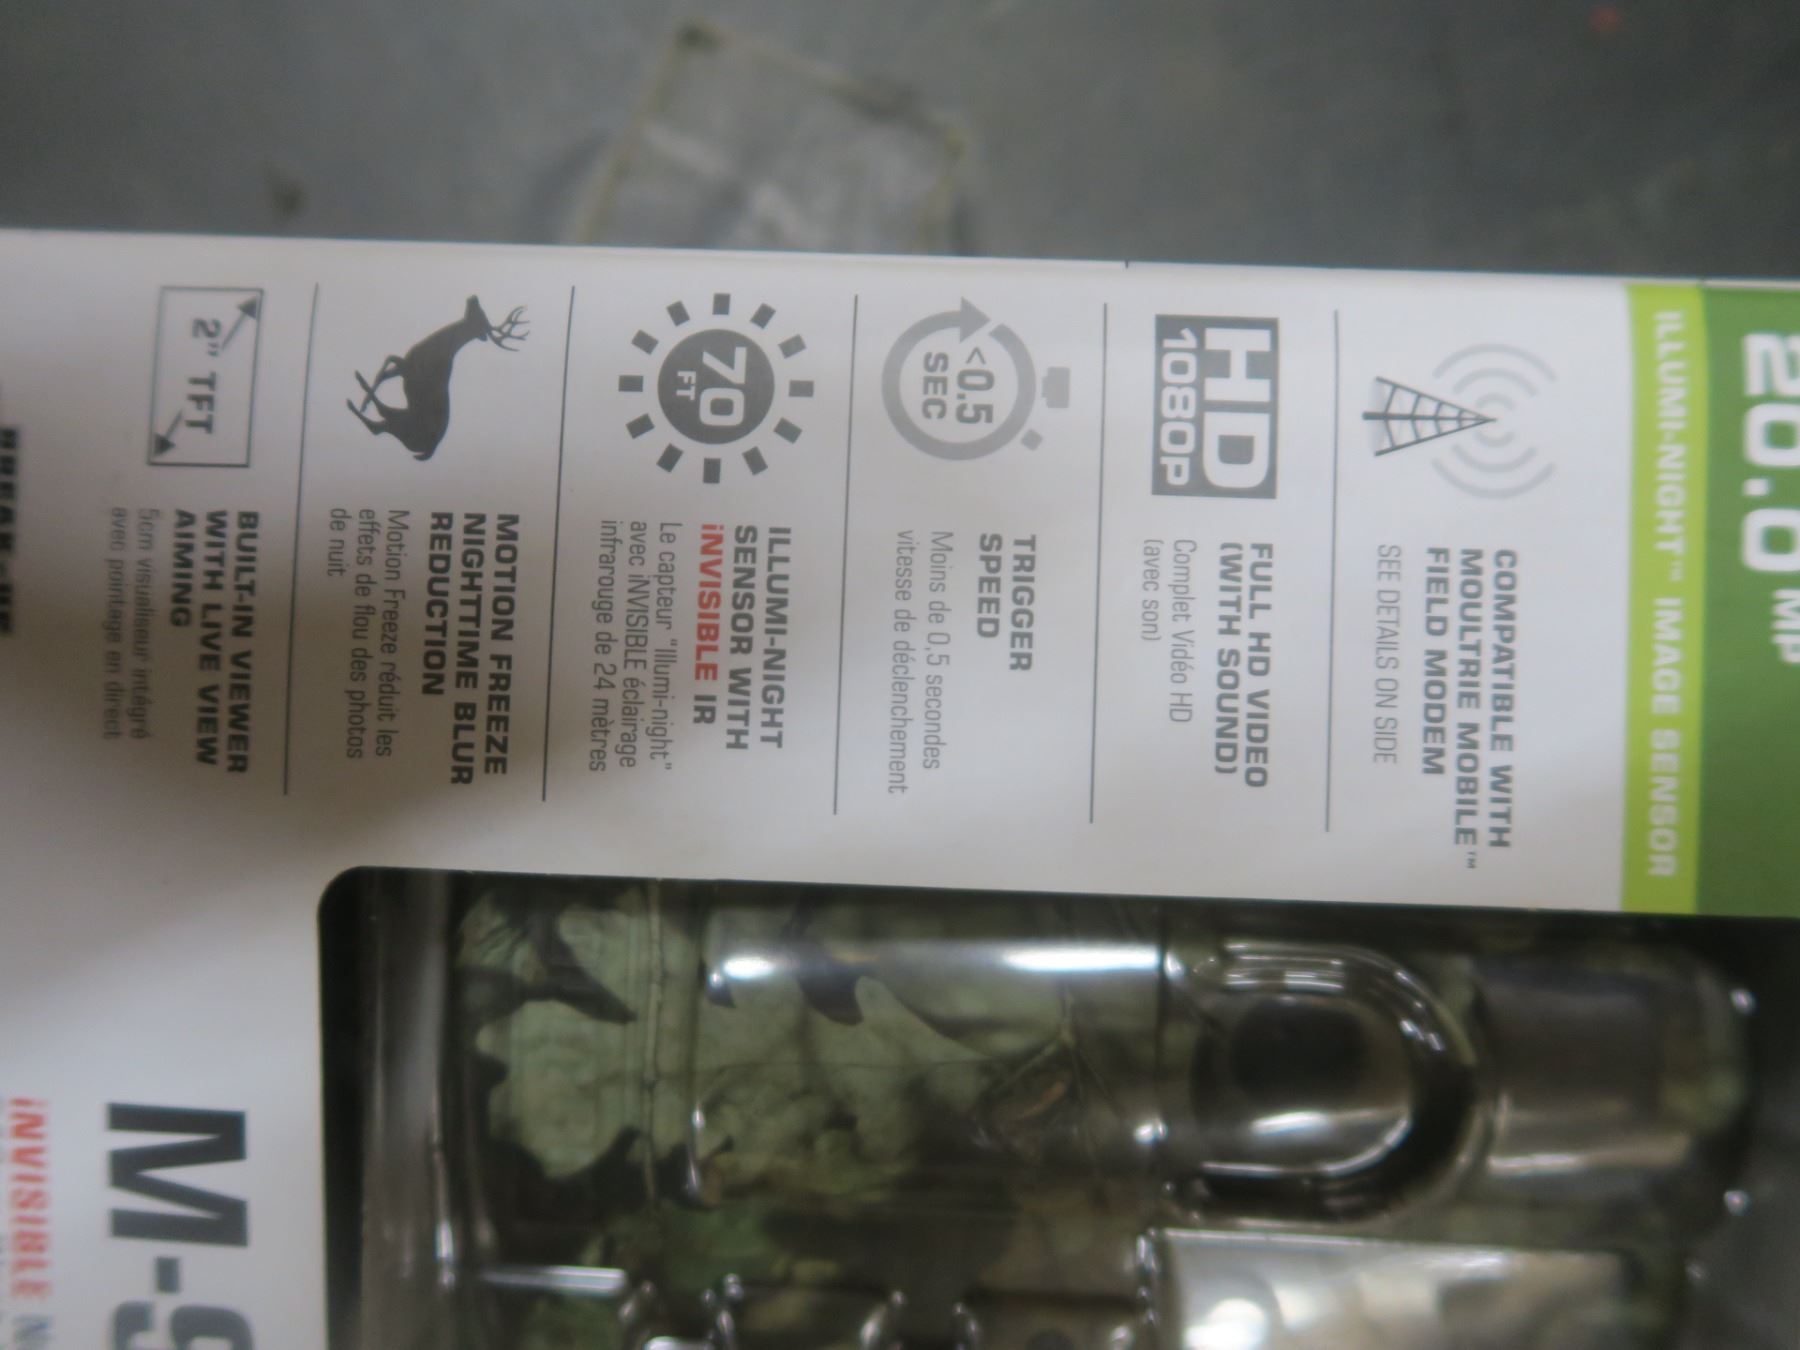 20.0 MP
ILLUMI-NIGHT™ IMAGE SENSOR
COMPATIBLE WITH
MOULTRIE MOBILE™
FIELD MODEM
SEE DETAILS ON SIDE
HD
1080P
FULL HD VIDEO
(WITH SOUND)
Complet Vidéo HD
(avec son)
<0.5
SEC
TRIGGER
SPEED
Moins de 0,5 secondes
vitesse de déclenchement
70
FT
ILLUMI-NIGHT
SENSOR WITH
iNVISIBLE IR
Le capteur "Illumi-night"
avec iNVISIBLE éclairage
infrarouge de 24 mètres
MOTION FREEZE
NIGHTTIME BLUR
REDUCTION
Motion Freeze réduit les
effets de flou des photos
de nuit
2" TFT
BUILT-IN VIEWER
WITH LIVE VIEW
AIMING
5cm visualiseur intégré
avec pointage en direct
M-
iNVISIBLE